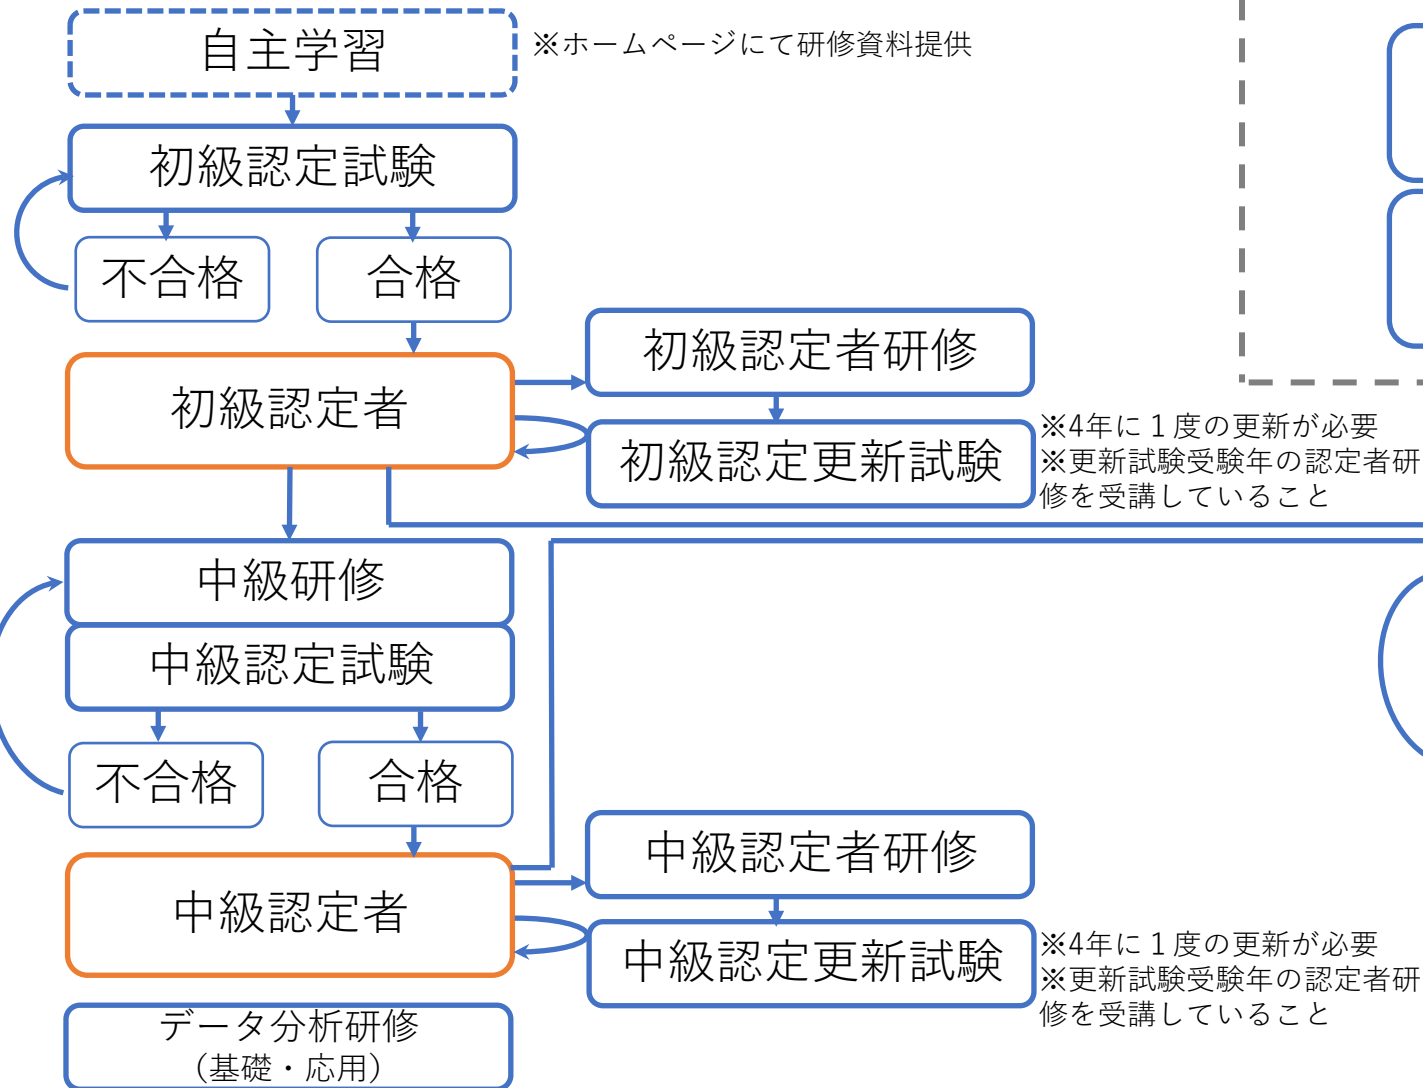 自主学習
※ホームページにて研修資料提供
初級認定試験
不合格
合格
初級認定者研修
初級認定者
初級認定更新試験
※4年に１度の更新が必要
※更新試験受験年の認定者研
修を受講していること
中級研修
中級認定試験
不合格
合格
中級認定者研修
中級認定者
中級認定更新試験
※4年に１度の更新が必要
※更新試験受験年の認定者研
修を受講していること
データ分析研修
（基礎・応用）